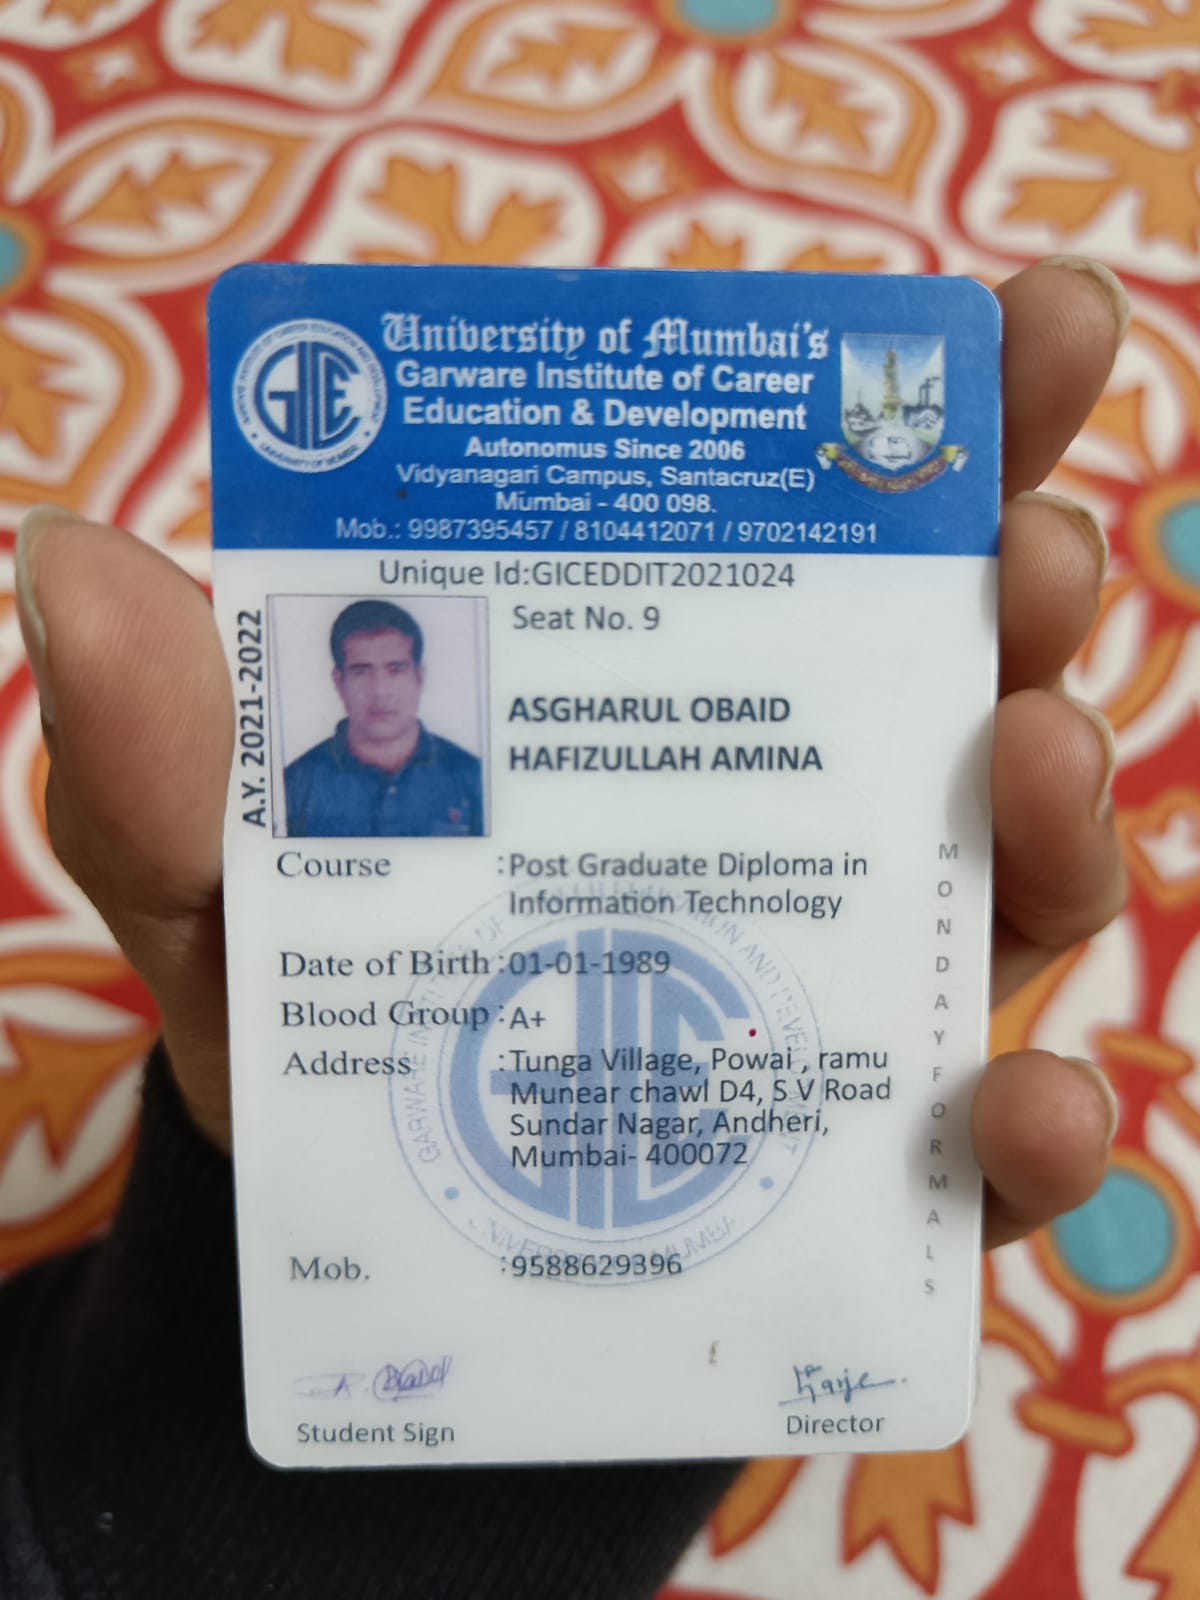 University of Mumbai's
Garware Institute of Career
Education & Development
Autonomus Since 2006
Vidyanagari Campus, Santacruz(E)
Mumbai - 400 098.
Mob.: 9987395457 / 8104412071 / 9702142191
Unique Id:GICEDDIT2021024
A.Y. 2021-2022
Seat No. 9
ASGHARUL OBAID
HAFIZULLAH AMINA
Course :Post Graduate Diploma in
Information Technology
Date of Birth :01-01-1989
Blood Group :A+
Address :Tunga Village, Powai , ramu
Munear chawl D4, S V Road
Sundar Nagar, Andheri,
Mumbai- 400072
Mob. :9588629396
MONDAY FORMALS
Student Sign
Director